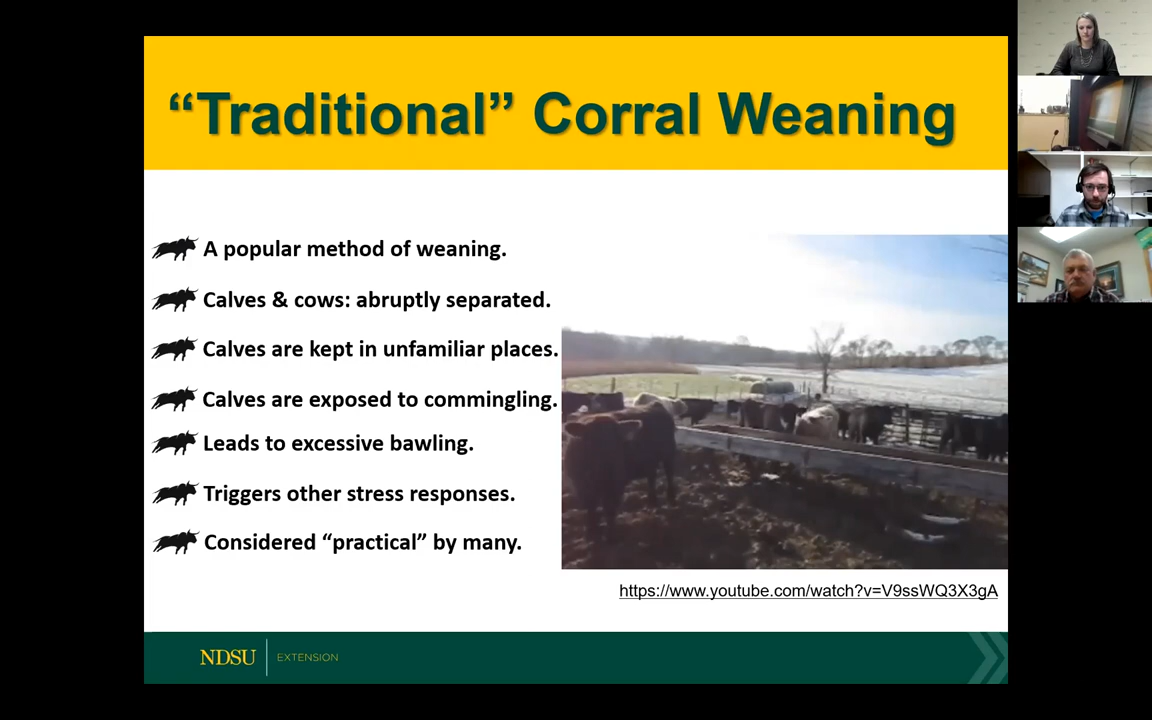 “Traditional” Corral Weaning
A popular method of weaning.
Calves & cows: abruptly separated.
Calves are kept in unfamiliar places.
Calves are exposed to commingling.
Leads to excessive bawling.
Triggers other stress responses.
Considered “practical” by many.
https://www.youtube.com/watch?v=V9ssWQ3X3gA
NDSU EXTENSION